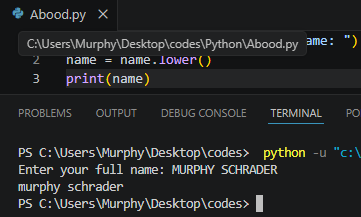 Abood.py
C:\Users\Murphy\Desktop\codes\Python\Abood.py
ame: ")
2 name = name.lower()
3 print(name)
PROBLEMS OUTPUT DEBUG CONSOLE TERMINAL PO
PS C:\Users\Murphy\Desktop\codes> python -u "c:\
Enter your full name: MURPHY SCHRADER
murphy schrader
PS C:\Users\Murphy\Desktop\codes>